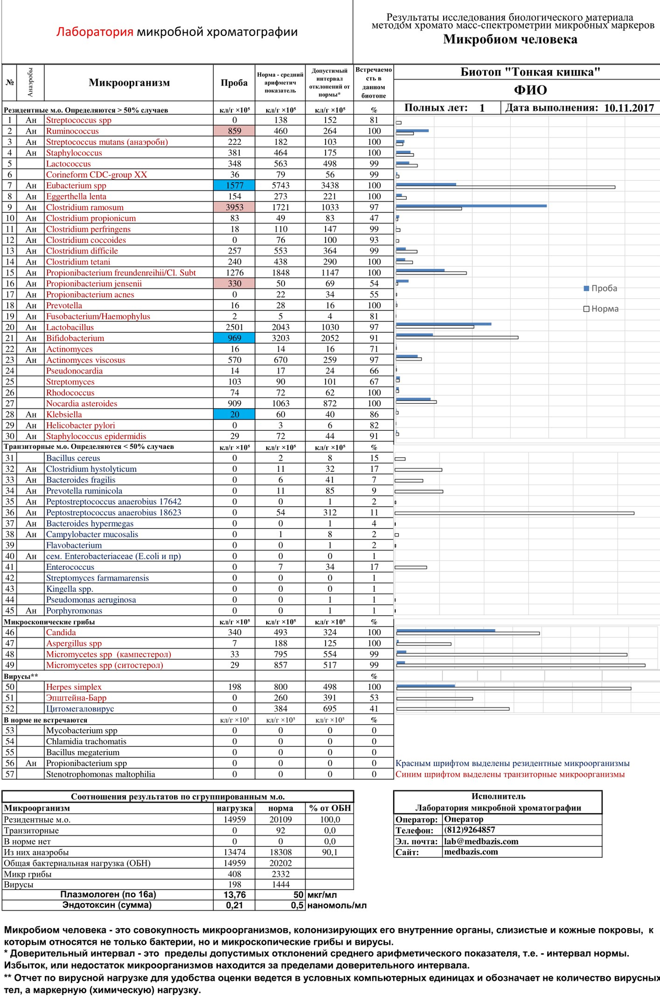 Лаборатория микробной хроматографии
Результаты исследования биологического материала
методом хромато масс-спектрометрии микробных маркеров
Микробиом человека
№ Анаэробы Микроорганизм Проба Норма - средний арифметич показатель Допустимый интервал отклонений от нормы* Встречаемо сть в данном биотопе
Биотоп "Тонкая кишка"
ФИО
Резидентные м.о. Определяются > 50% случаев кл/г ×10⁵ кл/г ×10⁵ кл/г ×10⁵ % Полных лет: 1 Дата выполнения: 10.11.2017
1 Ан Streptococcus spp 0 138 152 81
2 Ан Ruminococcus 859 460 264 100
3 Ан Streptococcus mutans (анаэробн) 222 182 103 100
4 Ан Staphylococcus 381 464 175 100
5 Lactococcus 348 563 498 99
6 Corineform CDC-group XX 36 79 56 99
7 Ан Eubacterium spp 1577 5743 3438 100
8 Ан Eggerthella lenta 154 273 221 100
9 Ан Clostridium ramosum 3953 1721 1033 97
10 Ан Clostridium propionicum 83 49 83 47
11 Ан Clostridium perfringens 18 110 147 99
12 Ан Clostridium coccoides 0 76 100 93
13 Ан Clostridium difficile 257 553 364 99
14 Ан Clostridium tetani 240 438 290 100
15 Ан Propionibacterium freundenreihii/Cl. Subt 1276 1848 1147 100
16 Ан Propionibacterium jensenii 330 50 69 54
Проба
17 Ан Propionibacterium acnes 0 22 34 55
18 Ан Prevotella 16 28 16 100
Норма
19 Ан Fusobacterium/Haemophylus 2 5 4 81
20 Ан Lactobacillus 2501 2043 1030 97
21 Ан Bifidobacterium 969 3203 2052 91
22 Ан Actinomyces 16 14 16 71
23 Ан Actinomyces viscosus 570 670 259 97
24 Pseudonocardia 14 17 24 66
25 Streptomyces 103 90 101 67
26 Rhodococcus 74 72 62 100
27 Nocardia asteroides 909 1063 872 100
28 Ан Klebsiella 20 60 40 86
29 Ан Helicobacter pylori 0 3 6 82
30 Ан Staphylococcus epidermidis 29 72 44 91
Транзиторные м.о. Определяются < 50% случаев кл/г ×10⁵ кл/г ×10⁵ кл/г ×10⁵ %
31 Bacillus cereus 0 2 8 15
32 Ан Clostridium hystolyticum 0 11 32 17
33 Ан Bacteroides fragilis 0 6 41 7
34 Ан Prevotella ruminicola 0 11 85 9
35 Ан Peptostreptococcus anaerobius 17642 0 0 1 2
36 Ан Peptostreptococcus anaerobius 18623 0 54 312 11
37 Ан Bacteroides hypermegas 0 0 1 4
38 Ан Campylobacter mucosalis 0 1 8 2
39 Flavobacterium 0 0 1 2
40 Ан сем. Enterobacteriaceae (E.coli и пр) 0 0 0 1
41 Enterococcus 0 7 34 17
42 Streptomyces farmamarensis 0 0 0 1
43 Kingella spp. 0 0 0 1
44 Pseudomonas aeruginosa 0 0 1 1
45 Ан Porphyromonas 0 0 1 1
Микроскопические грибы кл/г ×10⁵ кл/г ×10⁵ кл/г ×10⁵ %
46 Candida 340 493 324 100
47 Aspergillus spp 7 188 125 100
48 Micromycetes spp (кампестерол) 33 795 554 99
49 Micromycetes spp (ситостерол) 29 857 517 99
Вирусы** %
50 Herpes simplex 198 800 498 100
51 Эпштейна-Барр 0 260 391 53
52 Цитомегаловирус 0 384 695 41
В норме не встречаются кл/г ×10⁵ кл/г ×10⁵ кл/г ×10⁵ %
53 Mycobacterium spp 0 0 0 0
54 Chlamidia trachomatis 0 0 0 0
55 Bacillus megaterium 0 0 0 0
56 Ан Propionibacterium spp 0 0 0 0 Красным шрифтом выделены резидентные микроорганизмы
57 Stenotrophomonas maltophilia 0 0 0 0 Синим шрифтом выделены транзиторные микроорганизмы
Соотношения результатов по сгруппированным м.о.
Микроорганизм нагрузка норма % от ОБН
Резидентные м.о. 14959 20109 100,0
Транзиторные 0 92 0,0
В норме нет 0 0 0,0
Из них анаэробы 13474 18308 90,1
Общая бактериальная нагрузка (ОБН) 14959 20202
Микр грибы 408 2332
Вирусы 198 1444
Плазмологен (по 16а) 13,76 50 мкг/мл
Эндотоксин (сумма) 0,21 0,5 наномоль/мл
Исполнитель
Лаборатория микробной хроматографии
Оператор: Оператор
Телефон: (812)9264857
Эл. почта: lab@medbazis.com
Сайт: medbazis.com
Микробиом человека - это совокупность микроорганизмов, колонизирующих его внутренние органы, слизистые и кожные покровы, к
которым относятся не только бактерии, но и микроскопические грибы и вирусы.
* Доверительный интервал - это пределы допустимых отклонений среднего арифметического показателя, т.е. - интервал нормы.
Избыток, или недостаток микроорганизмов находится за пределами доверительного интервала.
** Отчет по вирусной нагрузке для удобства оценки ведется в условных компьютерных единицах и обозначает не количество вирусных
тел, а маркерную (химическую) нагрузку.